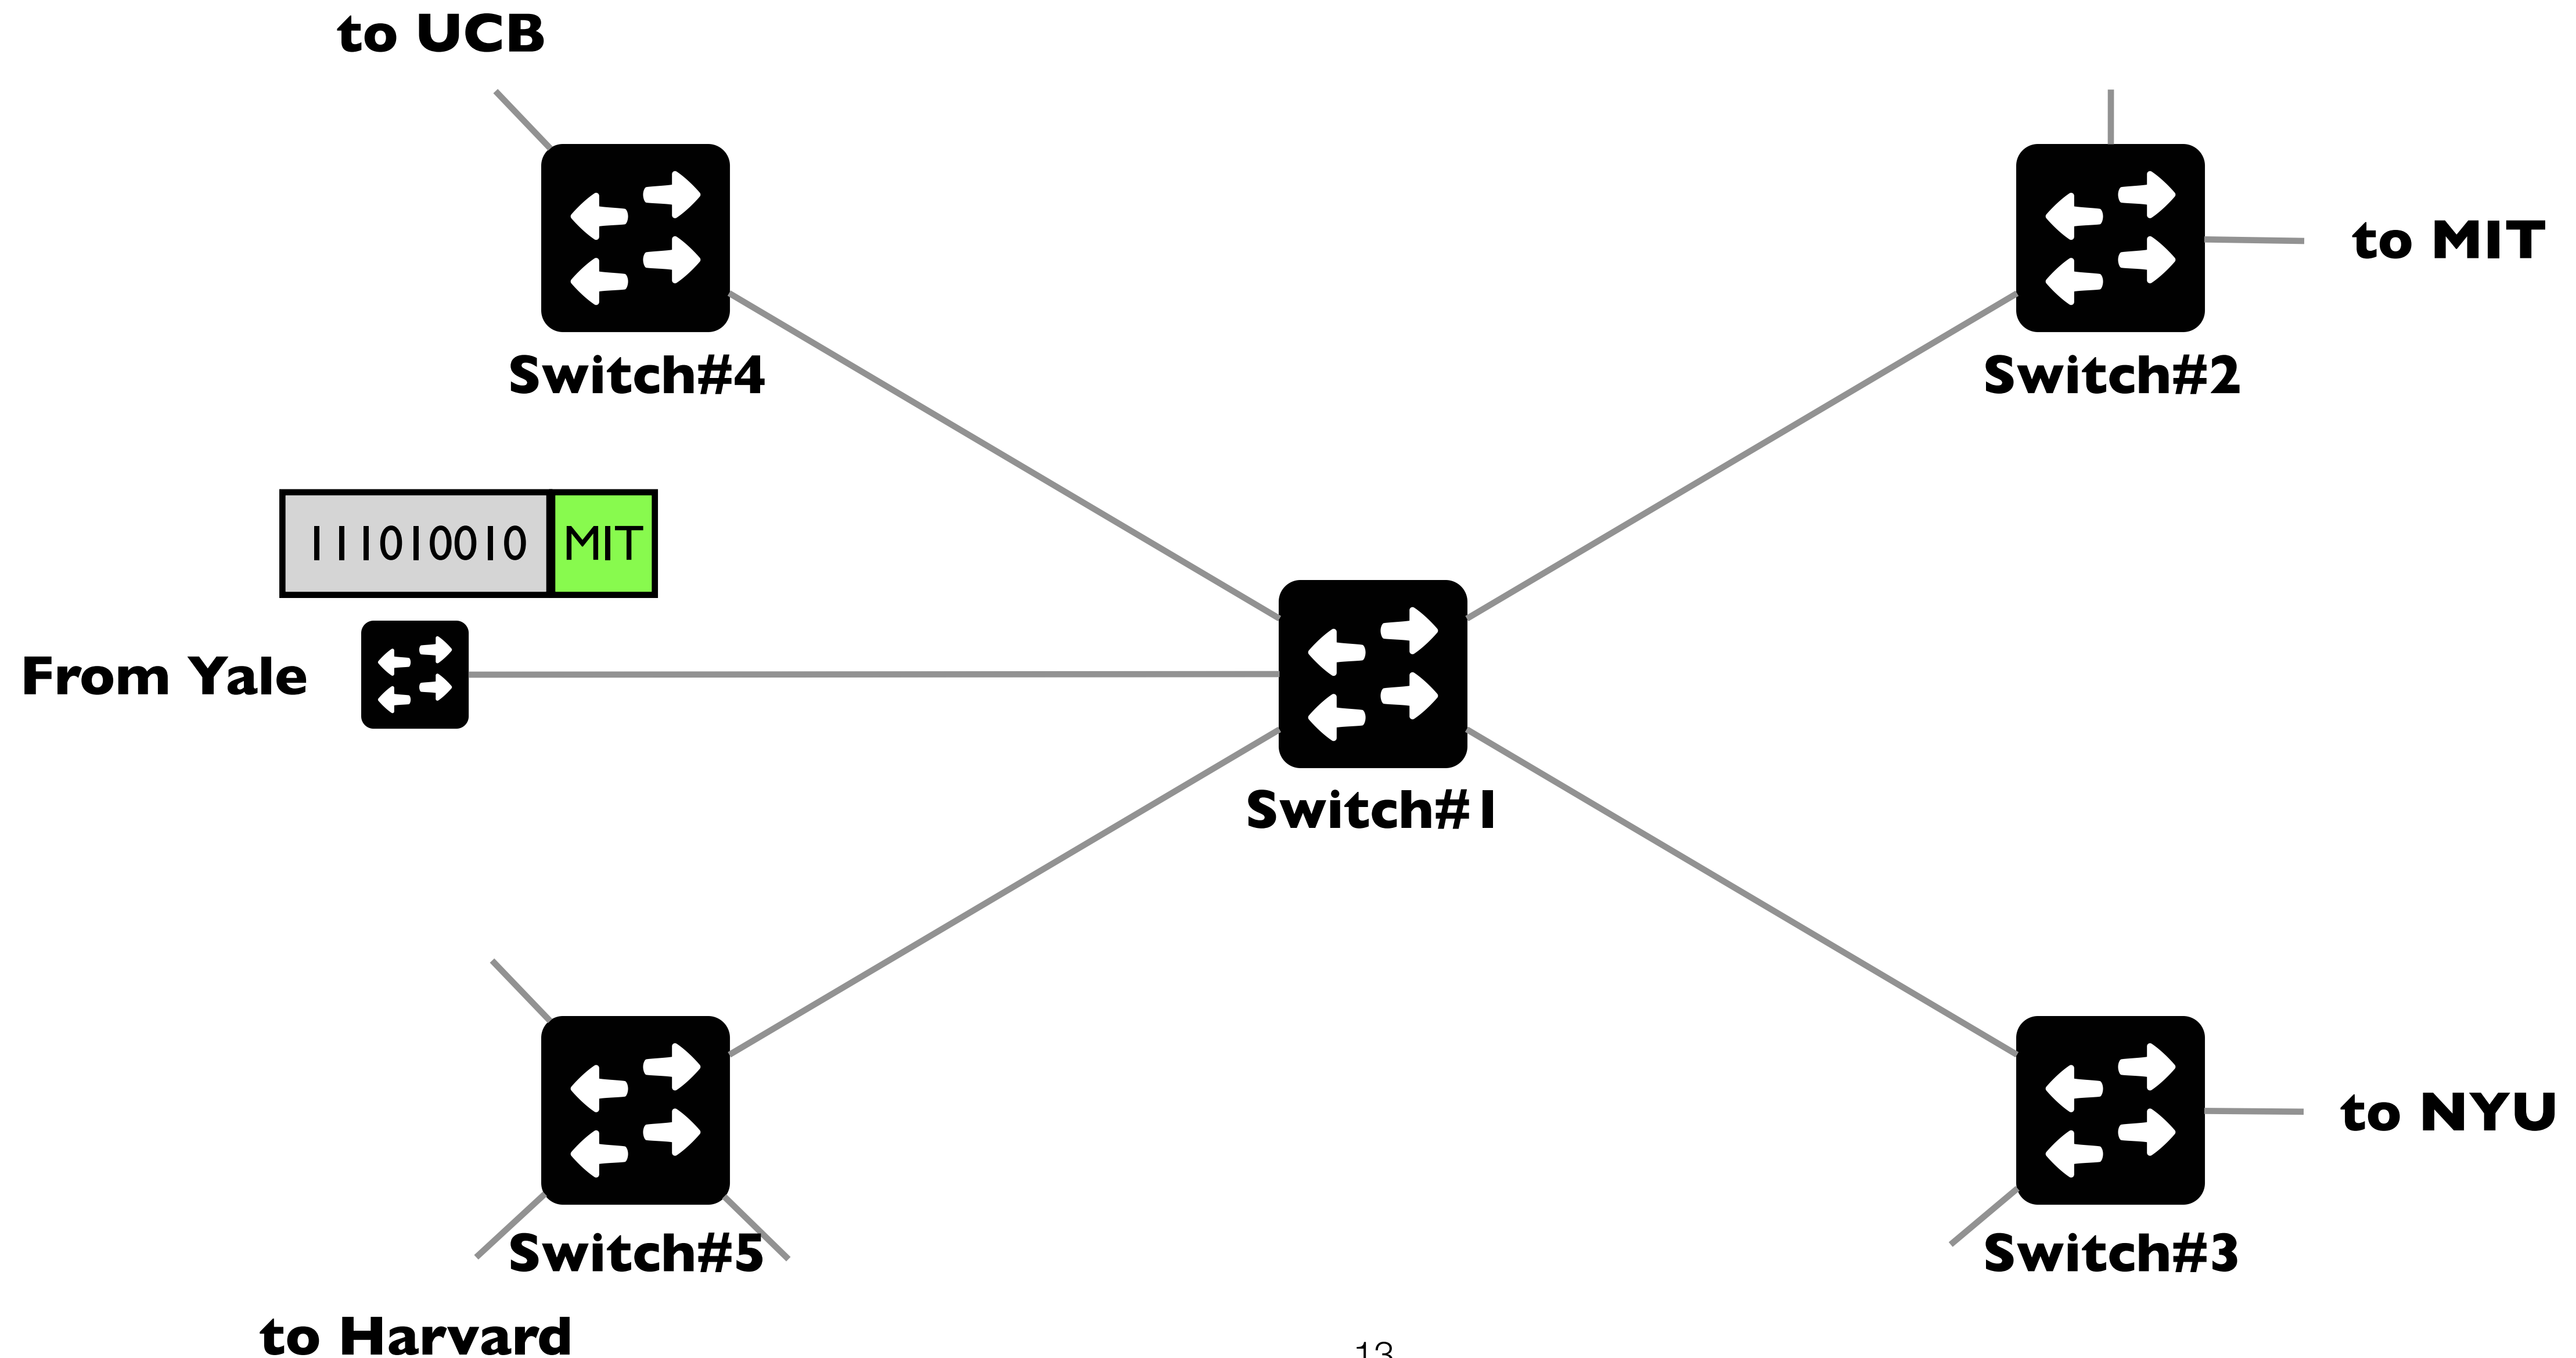 to UCB
to MIT
Switch#4
Switch#2
111010010 MIT
From Yale
Switch#1
to NYU
Switch#5
Switch#3
to Harvard
13